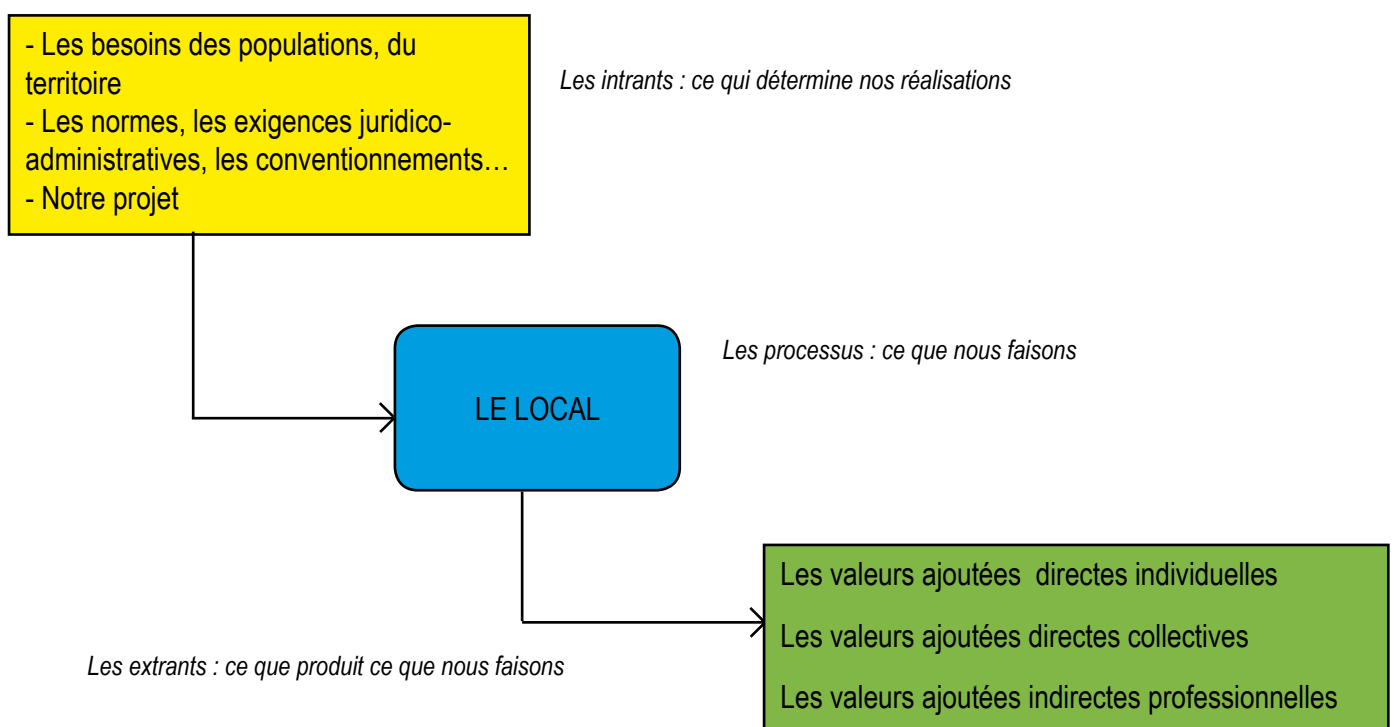 - Les besoins des populations, du
territoire
- Les normes, les exigences juridico-
administratives, les conventionnements…
- Notre projet
Les intrants : ce qui détermine nos réalisations
Les processus : ce que nous faisons
LE LOCAL
Les valeurs ajoutées  directes individuelles
Les valeurs ajoutées directes collectives
Les valeurs ajoutées indirectes professionnelles
Les extrants : ce que produit ce que nous faisons